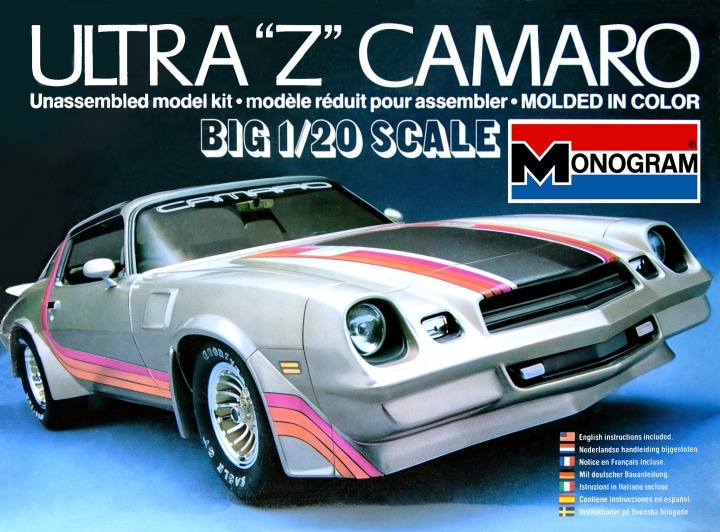 ULTRA "Z" CAMARO
Unassembled model kit • modèle réduit pour assembler • MOLDED IN COLOR
BIG 1/20 SCALE
MONOGRAM®
CAMARO
English instructions included.
Nederlandse handleiding bijgesloten.
Notice en Français incluse.
Mit deutscher Bauanleitung.
Istruzioni in Italiano incluse.
Contiene instrucciones en español.
Instruktioner på Svenska bilogade